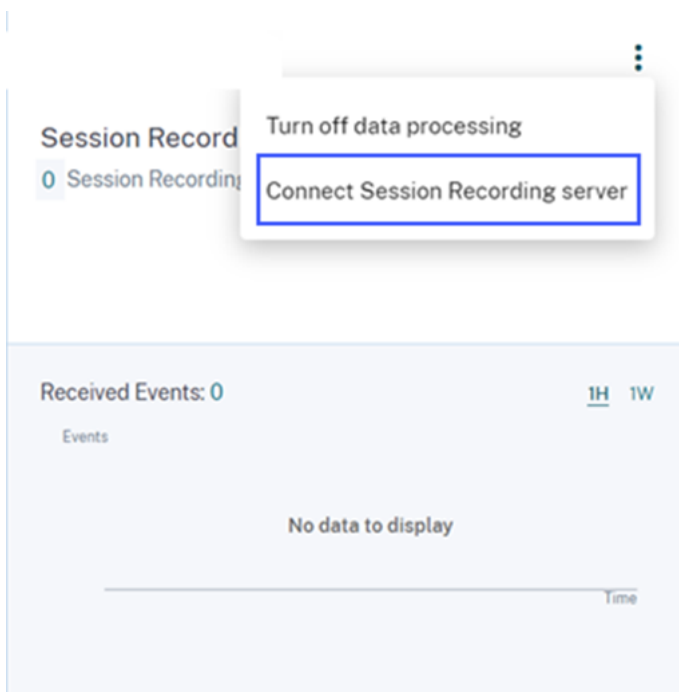 Turn off data processing
Session Record
Connect Session Recording server
0 Session Recording
Received Events: 0
1H 1W
Events
No data to display
Time